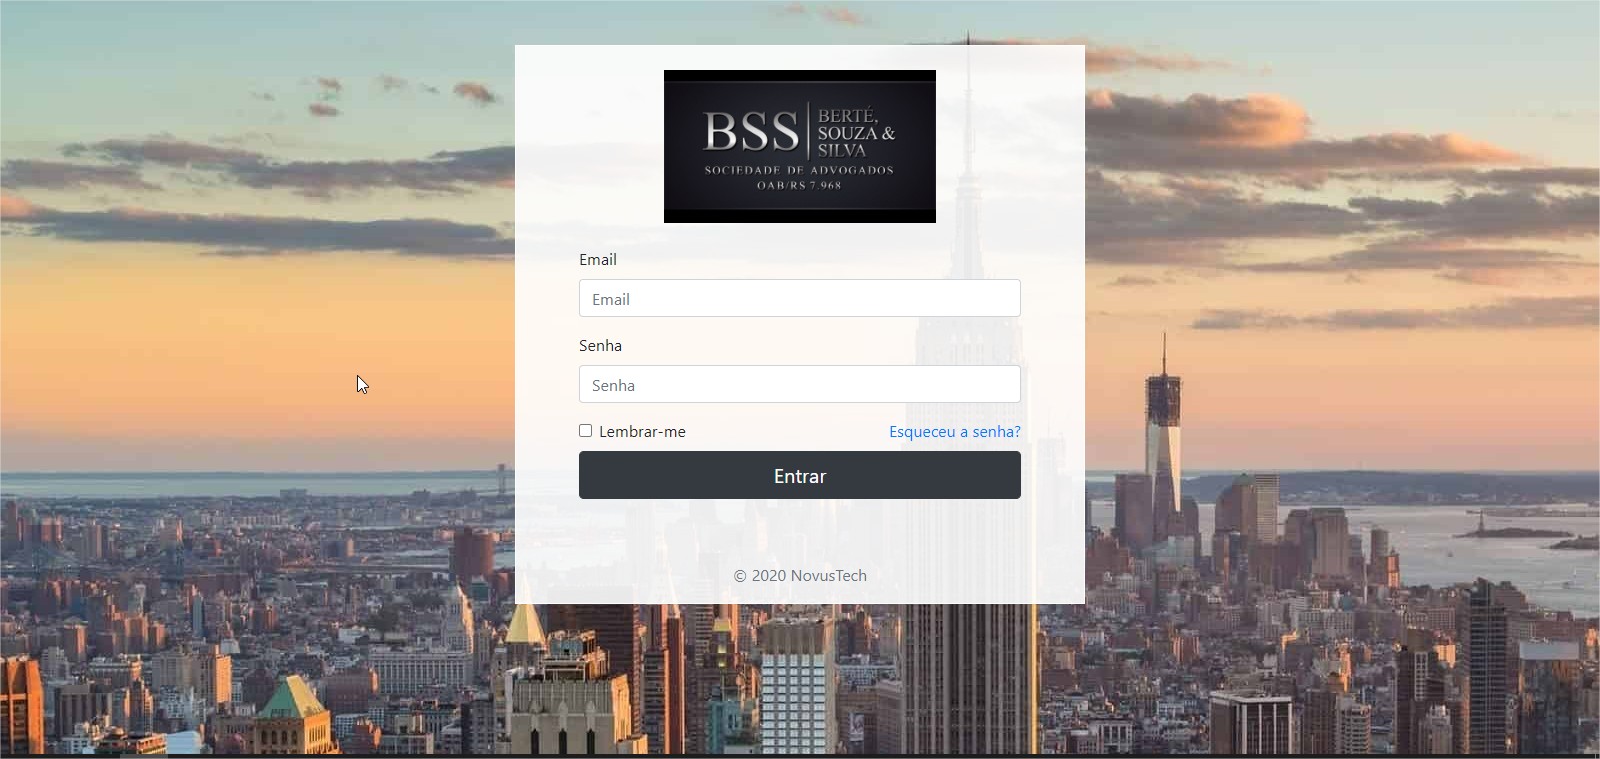 BSS
BERTÉ,
SOUZA &
SILVA
SOCIEDADE DE ADVOGADOS
OAB/RS 7.968
Email
Email
Senha
Senha
Lembrar-me Esqueceu a senha?
Entrar
© 2020 NovusTech